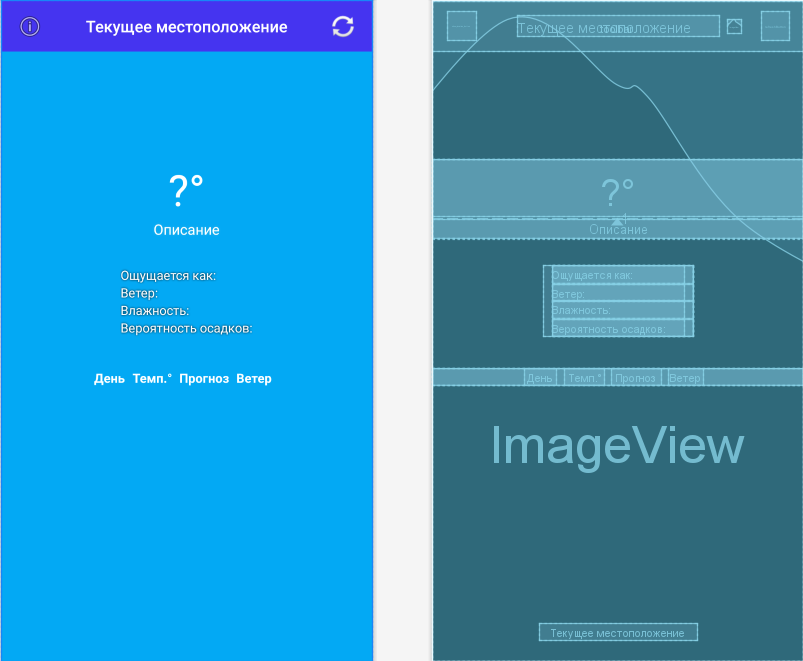 Текущее местоположение
?°
Описание
Ощущается как:
Ветер:
Влажность:
Вероятность осадков:
День Темп.° Прогноз Ветер
Текущее местоположение
?°
Описание
Ощущается как:
Ветер:
Влажность:
Вероятность осадков:
День Темп.° Прогноз Ветер
ImageView
Текущее местоположение